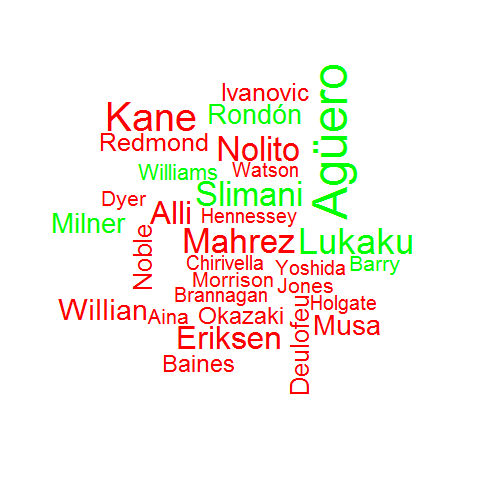 Ivanovic
Agüero
Kane
Rondón
Redmond
Nolito
Williams
Watson
Slimani
Dyer
Alli
Hennessey
Milner
Noble
Mahrez
Lukaku
Chirivella
Yoshida
Barry
Morrison
Jones
Brannagan
Holgate
Willian
Aina
Okazaki
Deulofeu
Musa
Eriksen
Baines